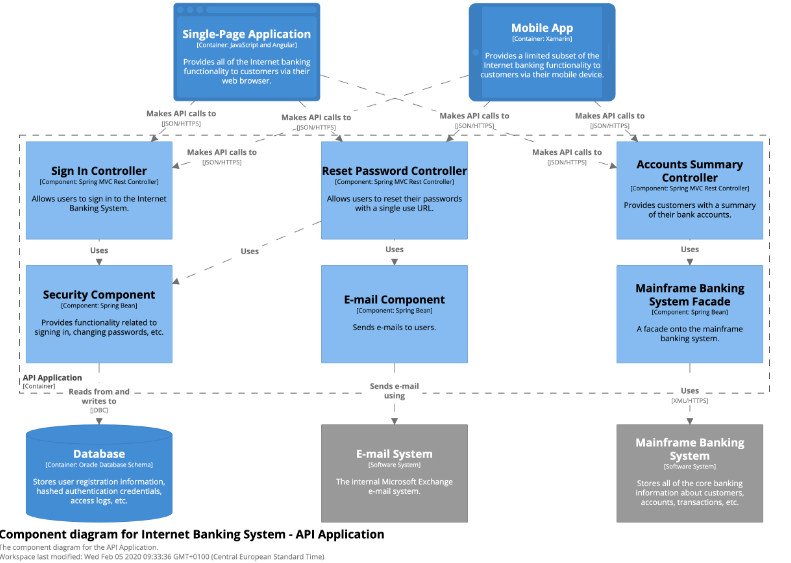 Single-Page Application
[Container: JavaScript and Angular]
Provides all of the Internet banking
functionality to customers via their
web browser.
Mobile App
[Container: Xamarin]
Provides a limited subset of the
Internet banking functionality to
customers via their mobile device.
Makes API calls to
[JSON/HTTPS]
Makes API calls to
[JSON/HTTPS]
Makes API calls to
[JSON/HTTPS]
Makes API calls to
[JSON/HTTPS]
Makes API calls to
[JSON/HTTPS]
Makes API calls to
[JSON/HTTPS]
Sign In Controller
[Component: Spring MVC Rest Controller]
Allows users to sign in to the Internet
Banking System.
Reset Password Controller
[Component: Spring MVC Rest Controller]
Allows users to reset their passwords
with a single use URL.
Accounts Summary
Controller
[Component: Spring MVC Rest Controller]
Provides customers with a summary
of their bank accounts.
Uses
Uses
Uses
Uses
Security Component
[Component: Spring Bean]
Provides functionality related to
signing in, changing passwords, etc.
E-mail Component
[Component: Spring Bean]
Sends e-mails to users.
Mainframe Banking
System Facade
[Component: Spring Bean]
A facade onto the mainframe
banking system.
API Application
[Container]
Reads from and
writes to
[JDBC]
Sends e-mail
using
Uses
[XML/HTTPS]
Database
[Container: Oracle Database Schema]
Stores user registration information,
hashed authentication credentials,
access logs, etc.
E-mail System
[Software System]
The internal Microsoft Exchange
e-mail system.
Mainframe Banking
System
[Software System]
Stores all of the core banking
information about customers,
accounts, transactions, etc.
Component diagram for Internet Banking System - API Application
The component diagram for the API Application.
Workspace last modified: Wed Feb 05 2020 09:33:36 GMT+0100 (Central European Standard Time)